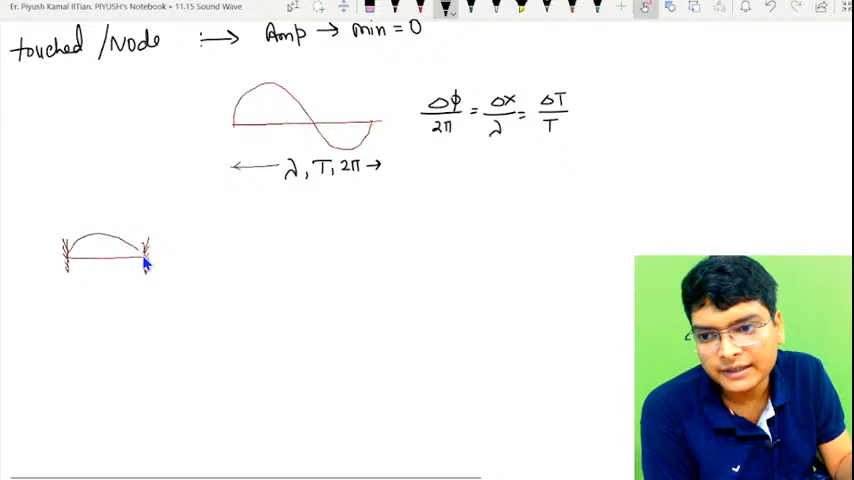 Er. Piyush Kamal IITian. PIYUSH's Notebook » 11.15 Sound Wave
touched / Node :⟶ Amp → min = 0
Δϕ/2π = Δx/λ = ΔT/T
← λ, T, 2π →